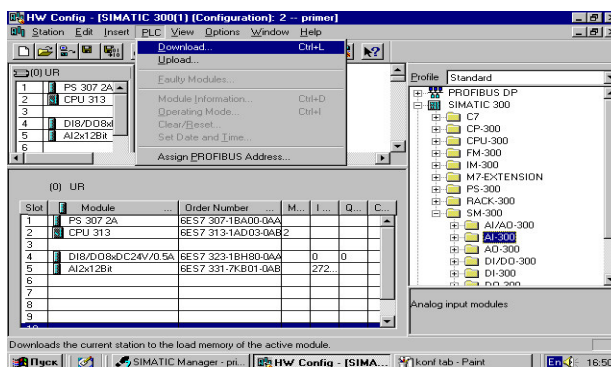 HW Config - [SIMATIC 300(1) (Configuration): 2 -- primer]
Station Edit Insert PLC View Options Window Help
Download... Ctrl+L
Upload...
Faulty Modules...
Module Information... Ctrl+D
Operating Mode... Ctrl+I
Clear/Reset...
Set Date and Time...
Assign PROFIBUS Address...
(0) UR
1 PS 307 2A
2 CPU 313
3
4 DI8/DO8x
5 AI2x12Bit
6
Profile Standard
PROFIBUS DP
SIMATIC 300
C7
CP-300
CPU-300
FM-300
IM-300
M7-EXTENSION
PS-300
RACK-300
SM-300
AI/AO-300
AI-300
AO-300
DI/DO-300
DI-300
DO-300
Analog input modules
(0) UR
Slot Module ... Order Number ... M... I ... Q... C...
1 PS 307 2A 6ES7 307-1BA00-0AA
2 CPU 313 6ES7 313-1AD03-0AB 2
3
4 DI8/DO8xDC24V/0.5A 6ES7 323-1BH80-0AA 0 0
5 AI2x12Bit 6ES7 331-7KB01-0AB 272...
6
7
8
9
10
Downloads the current station to the load memory of the active module.
Пуск SIMATIC Manager - pri... HW Config - [SIMA... konf tab - Paint En 16:50